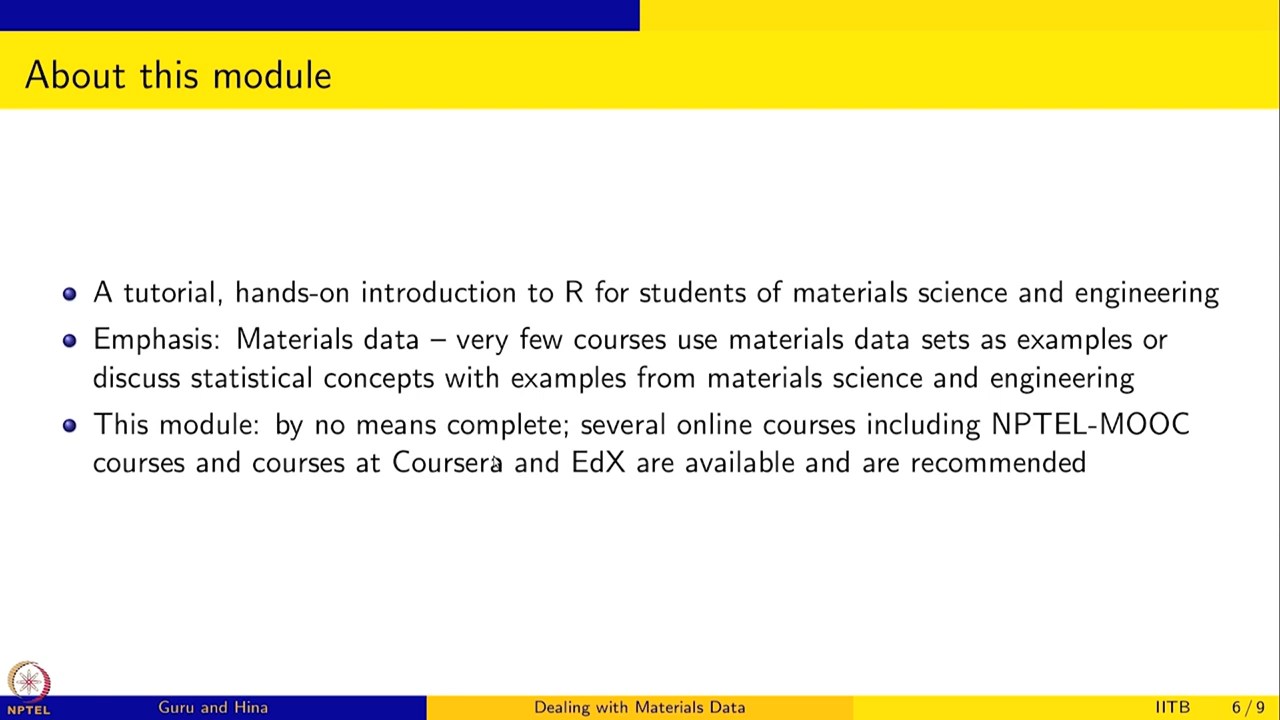 About this module
A tutorial, hands-on introduction to R for students of materials science and engineering
Emphasis: Materials data – very few courses use materials data sets as examples or
discuss statistical concepts with examples from materials science and engineering
This module: by no means complete; several online courses including NPTEL-MOOC
courses and courses at Coursera and EdX are available and are recommended
NPTEL
Guru and Hina
Dealing with Materials Data
IITB
6 / 9